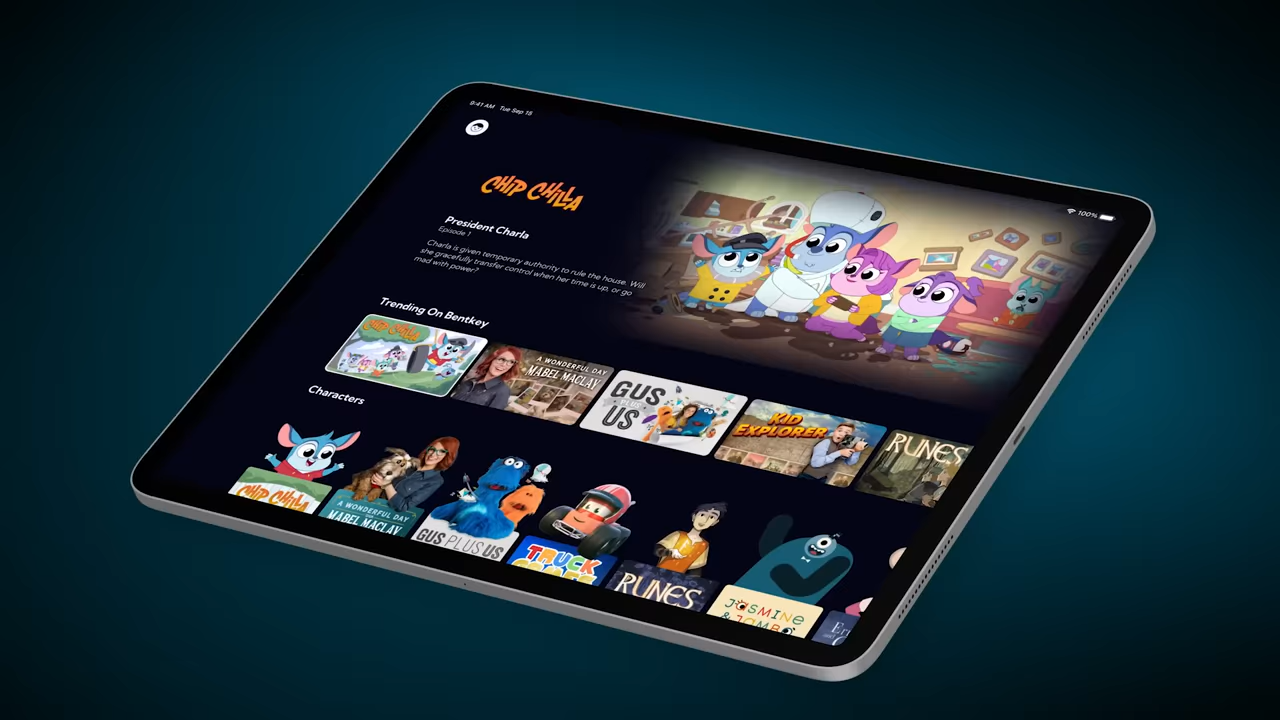 9:41 AM Tue Sep 15
100%
CHIP CHILLA
President Charla
Episode 1
Charla is given temporary authority to rule the house. Will
she gracefully transfer control when her time is up, or go
mad with power?
Trending On Bentkey
CHIP CHILLA
A WONDERFUL DAY
MABEL MACLAY
GUS
PLUS
US
KID
EXPLORER
RUNES
Characters
CHIP CHILLA
A WONDERFUL DAY
MABEL MACLAY
GUS PLUS US
TRUCK
RUNES
JASMINE
& JAMBO